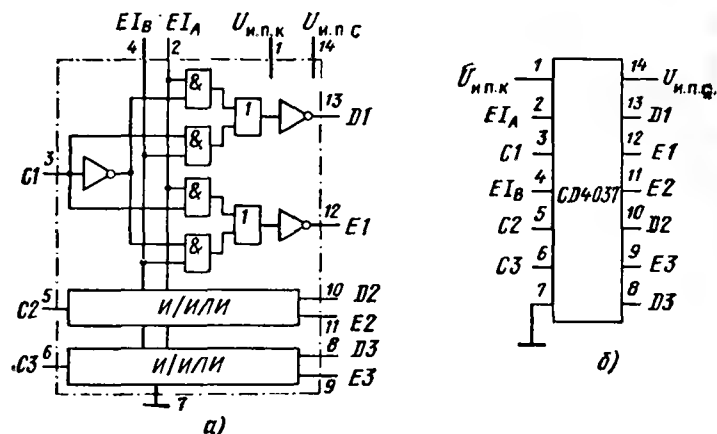 EI_B EI_A U_и.п.к U_и.п с
4 2 1 14
& 13 D1
1
&
3 C1
& 12 E1
1
&
C2 5 И/ИЛИ 10 D2
11 E2
C3 6 И/ИЛИ 8 D3
9 E3
7
а)
U_и.п.к 1 14 U_и.п.с.
EI_A 2 13 D1
C1 3 12 E1
EI_B 4 CD4037 11 E2
C2 5 10 D2
C3 6 9 E3
7 8 D3
б)